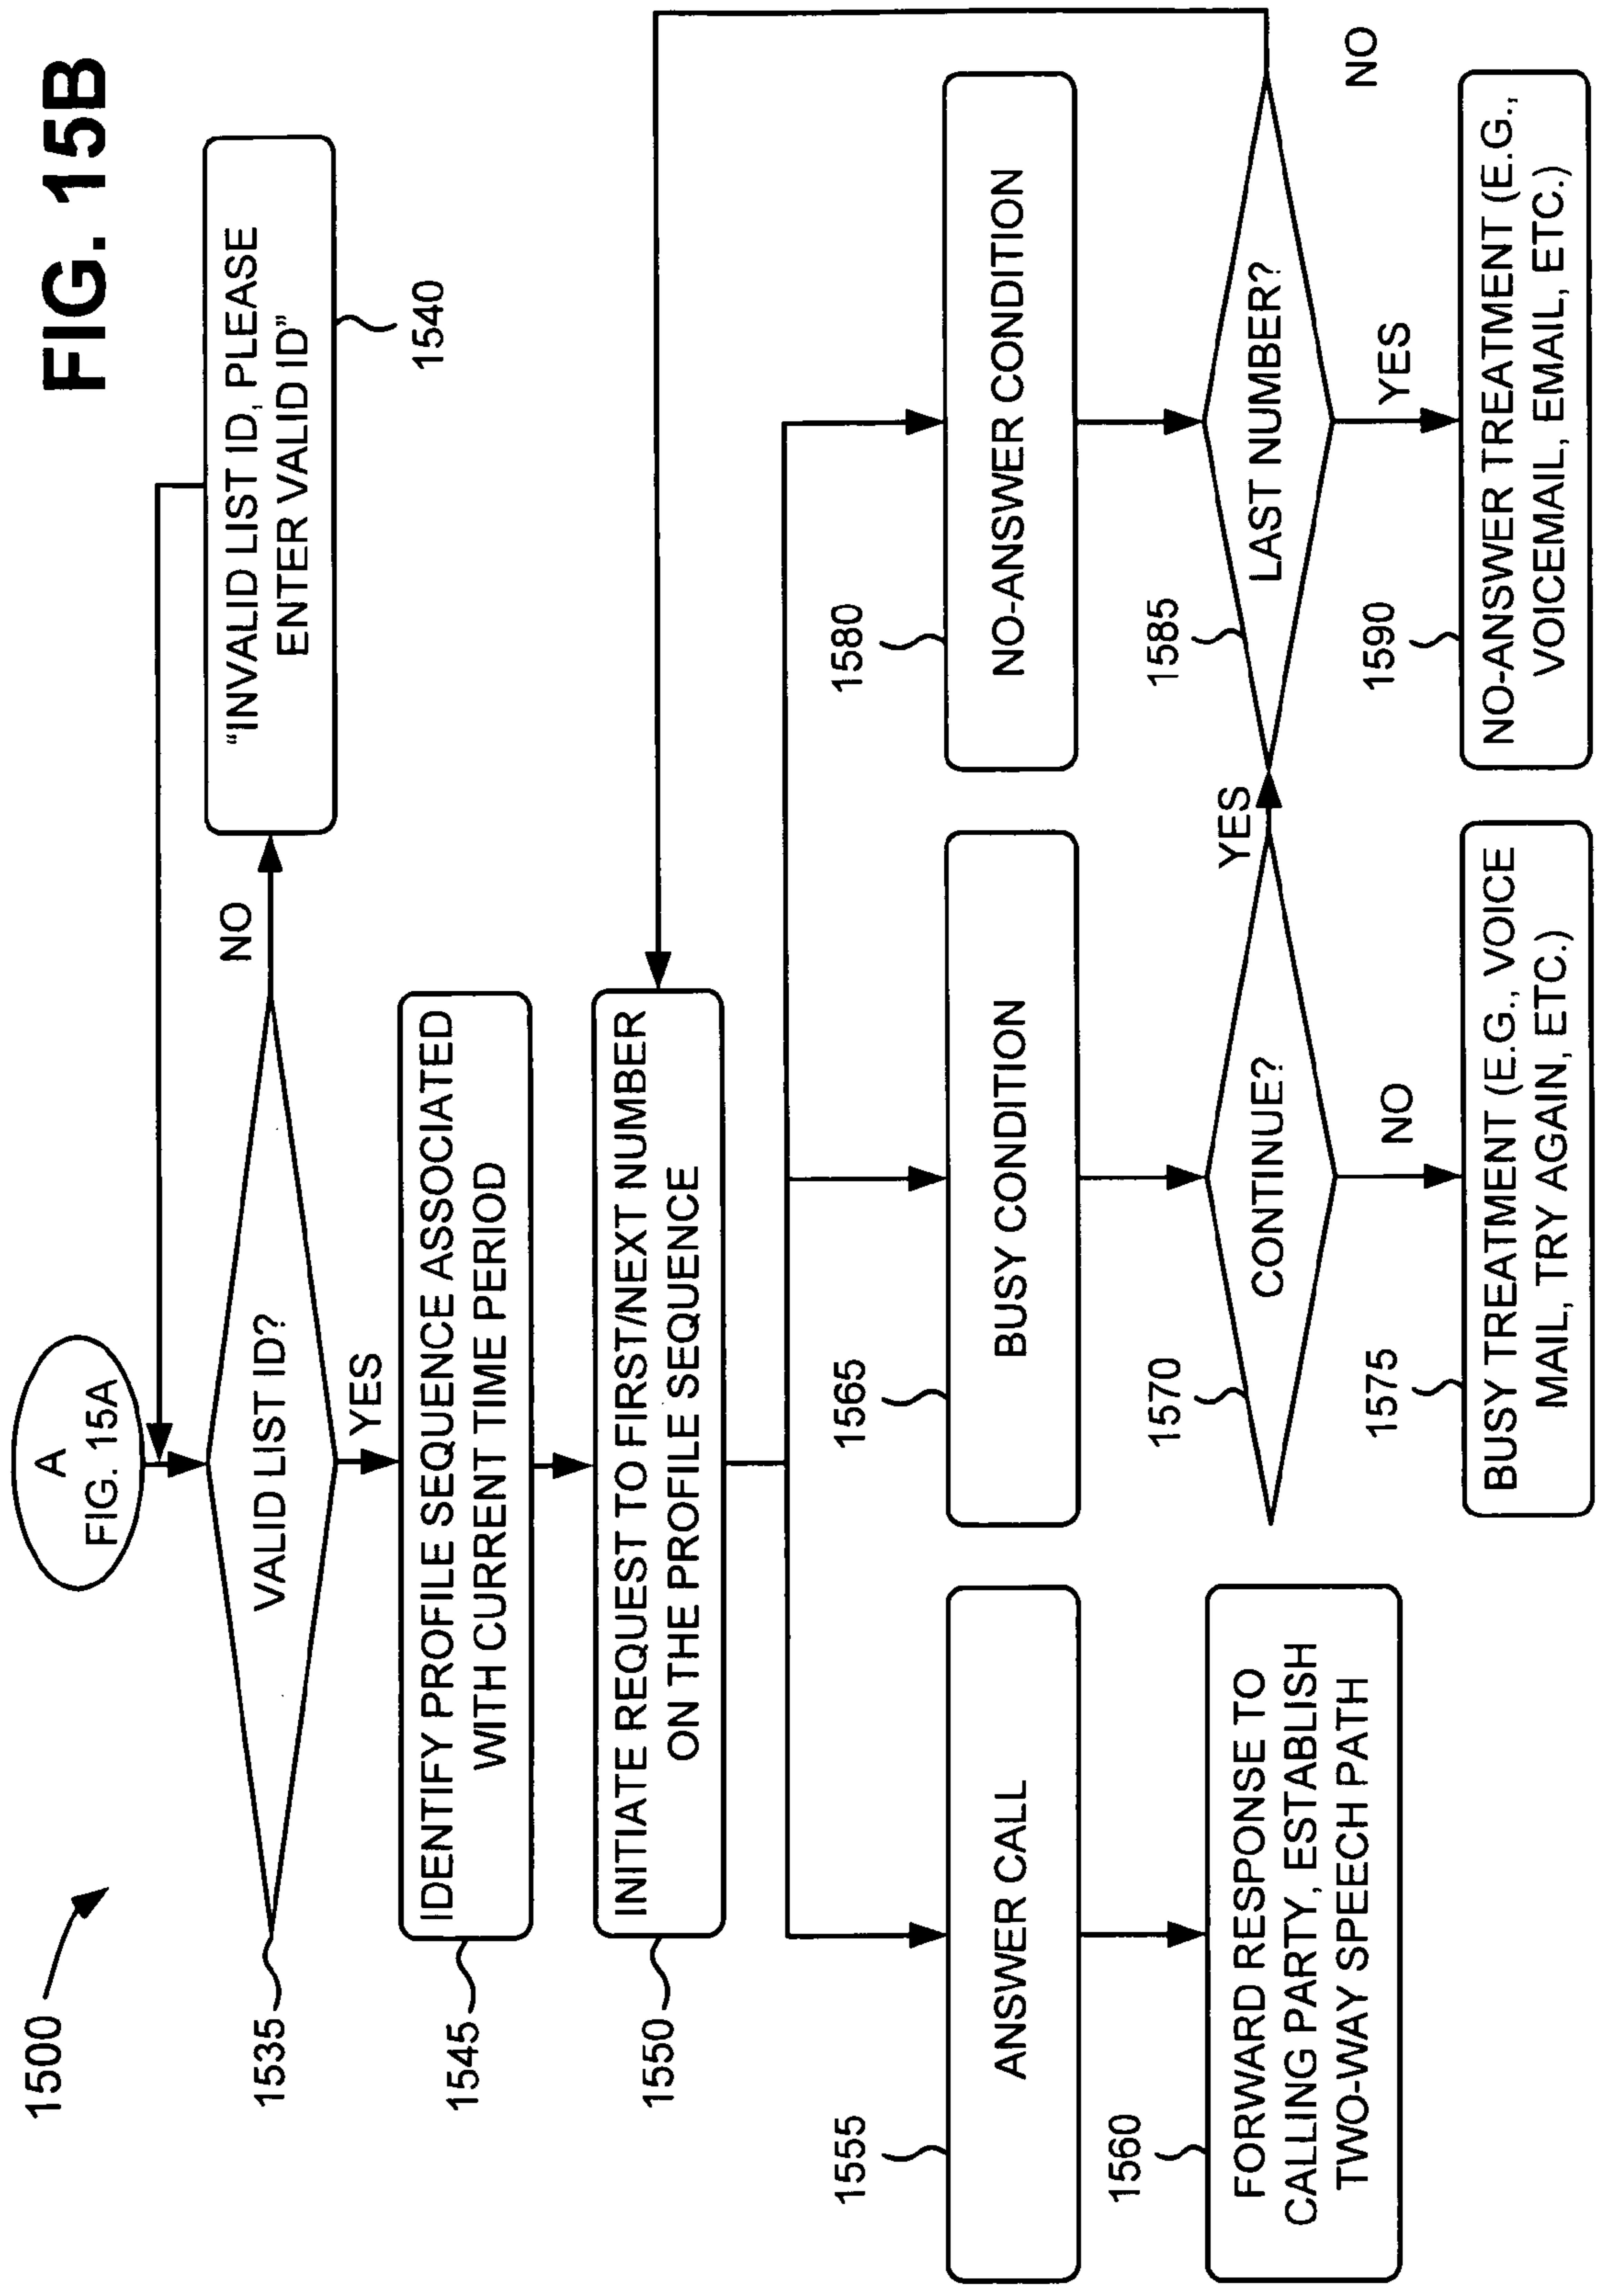 FIG. 15B
1500
A
FIG. 15A
1535
VALID LIST ID?
NO
“INVALID LIST ID, PLEASE
ENTER VALID ID”
1540
YES
1545
IDENTIFY PROFILE SEQUENCE ASSOCIATED
WITH CURRENT TIME PERIOD
1550
INITIATE REQUEST TO FIRST/NEXT NUMBER
ON THE PROFILE SEQUENCE
1555
ANSWER CALL
1560
FORWARD RESPONSE TO
CALLING PARTY, ESTABLISH
TWO-WAY SPEECH PATH
1565
BUSY CONDITION
1570
CONTINUE?
YES
NO
1575
BUSY TREATMENT (E.G., VOICE
MAIL, TRY AGAIN, ETC.)
1580
NO-ANSWER CONDITION
1585
LAST NUMBER?
NO
YES
1590
NO-ANSWER TREATMENT (E.G.,
VOICEMAIL, EMAIL, ETC.)